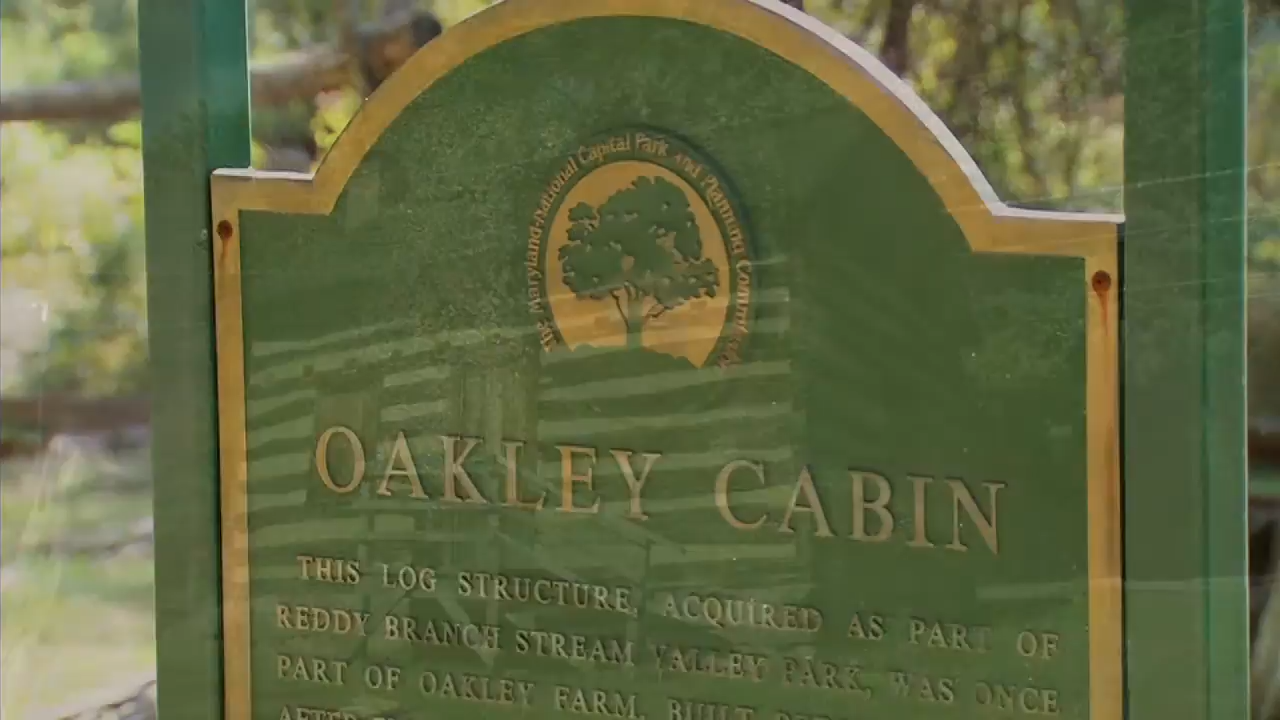 The Maryland-National Capital Park and Planning Commission
OAKLEY CABIN
THIS LOG STRUCTURE, ACQUIRED AS PART OF
REDDY BRANCH STREAM VALLEY PARK, WAS ONCE
PART OF OAKLEY FARM. BUILT
AFTER